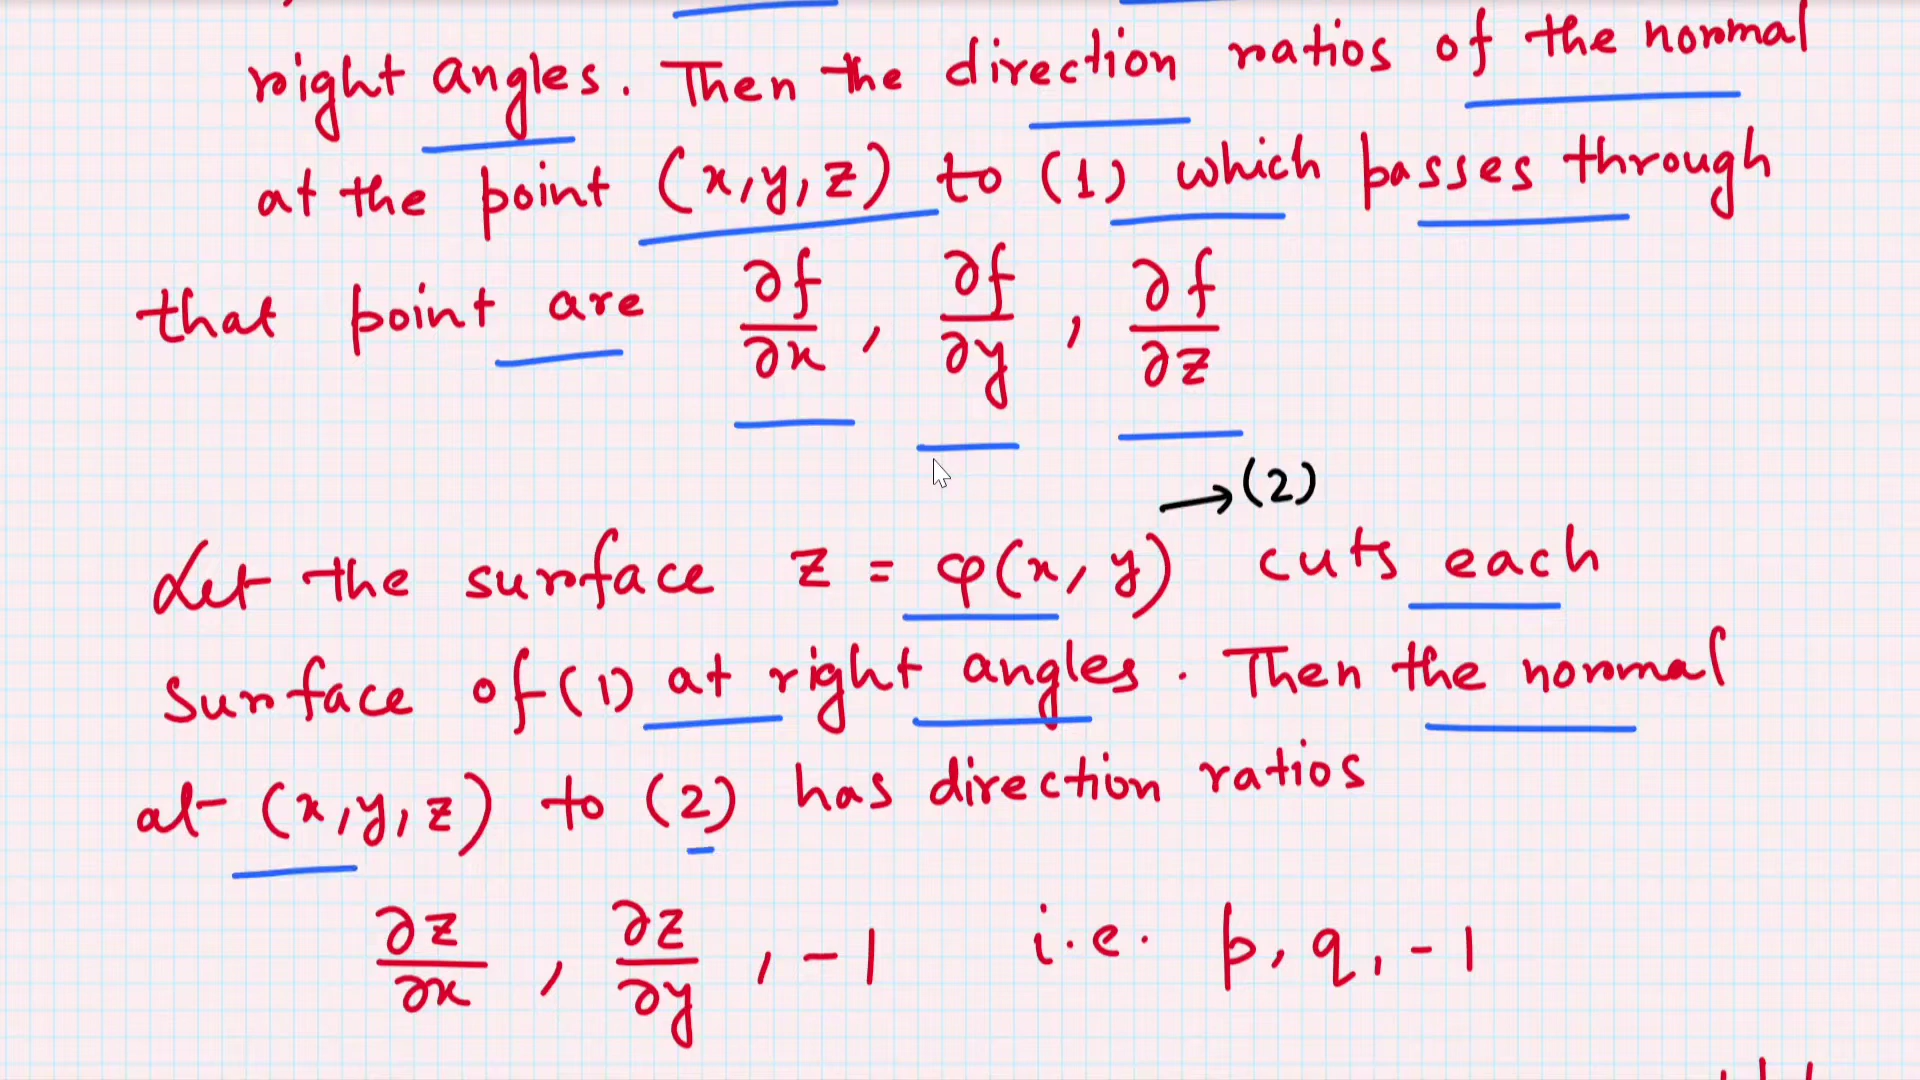 right angles. Then the direction ratios of the normal
at the point (x,y,z) to (1) which passes through
that point are ∂f/∂x, ∂f/∂y, ∂f/∂z
→(2)
Let the surface z = φ(x,y) cuts each
surface of (1) at right angles. Then the normal
at (x,y,z) to (2) has direction ratios
∂z/∂x, ∂z/∂y, -1 i.e. p, q, -1